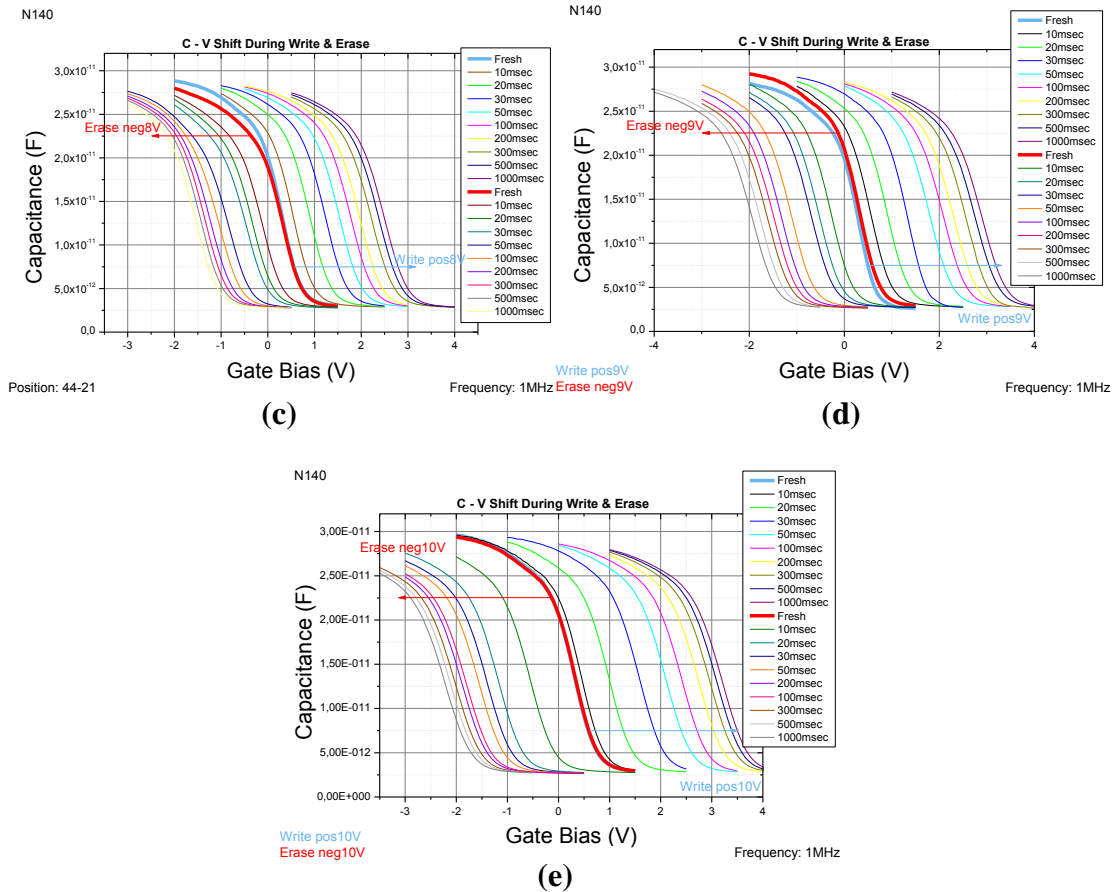 N140
C - V Shift During Write & Erase
Capacitance (F)
3,0x10⁻¹¹
2,5x10⁻¹¹
2,0x10⁻¹¹
1,5x10⁻¹¹
1,0x10⁻¹¹
5,0x10⁻¹²
0,0
Erase neg8V
Write pos8V
-3 -2 -1 0 1 2 3 4
Gate Bias (V)
Fresh
10msec
20msec
30msec
50msec
100msec
200msec
300msec
500msec
1000msec
Fresh
10msec
20msec
30msec
50msec
100msec
200msec
300msec
500msec
1000msec
Position: 44-21
Frequency: 1MHz
(c)
N140
C - V Shift During Write & Erase
Capacitance (F)
3,0x10⁻¹¹
2,5x10⁻¹¹
2,0x10⁻¹¹
1,5x10⁻¹¹
1,0x10⁻¹¹
5,0x10⁻¹²
0,0
Erase neg9V
Write pos9V
-4 -2 0 2 4
Gate Bias (V)
Fresh
10msec
20msec
30msec
50msec
100msec
200msec
300msec
500msec
1000msec
Fresh
10msec
20msec
30msec
50msec
100msec
200msec
300msec
500msec
1000msec
Write pos9V
Erase neg9V
Frequency: 1MHz
(d)
N140
C - V Shift During Write & Erase
Capacitance (F)
3,00E-011
2,50E-011
2,00E-011
1,50E-011
1,00E-011
5,00E-012
0,00E+000
Erase neg10V
Write pos10V
-3 -2 -1 0 1 2 3 4
Gate Bias (V)
Fresh
10msec
20msec
30msec
50msec
100msec
200msec
300msec
500msec
1000msec
Fresh
10msec
20msec
30msec
50msec
200msec
100msec
300msec
500msec
1000msec
Write pos10V
Erase neg10V
Frequency: 1MHz
(e)